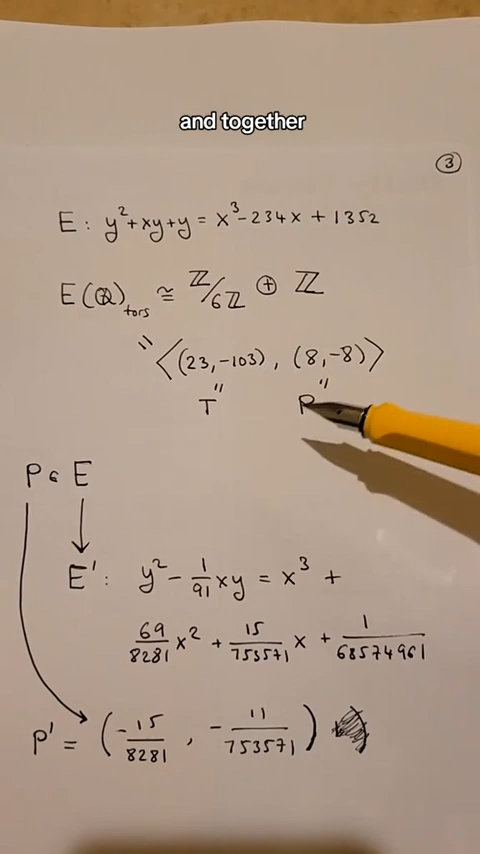 and together
③
E: y²+xy+y = x³-234x+1352
E(ℚ)tors ≅ ℤ/6ℤ ⊕ ℤ
" ⟨(23,-103), (8,-8)⟩
" "
T P
P ∈ E
↓
E': y² - 1/91 xy = x³ +
69/8281 x² + 15/753571 x + 1/68574961
P' = (-15/8281, -11/753571)